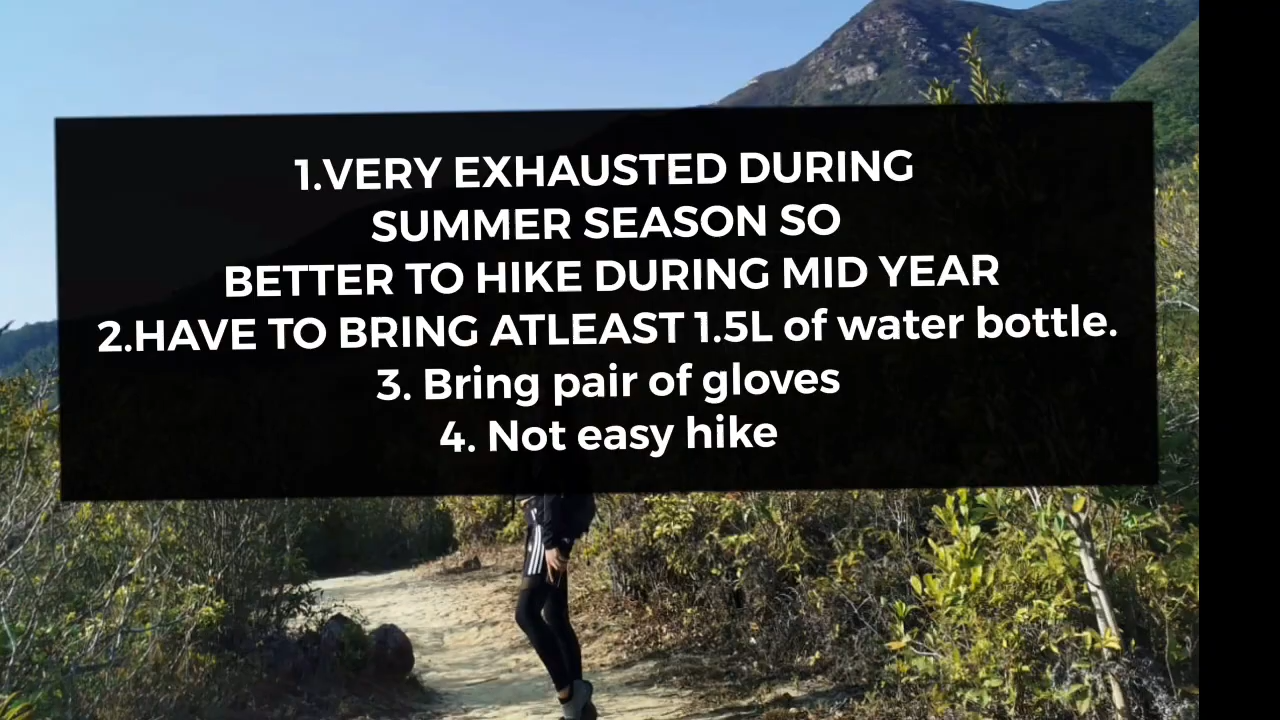 1.VERY EXHAUSTED DURING
SUMMER SEASON SO
BETTER TO HIKE DURING MID YEAR
2.HAVE TO BRING ATLEAST 1.5L of water bottle.
3. Bring pair of gloves
4. Not easy hike